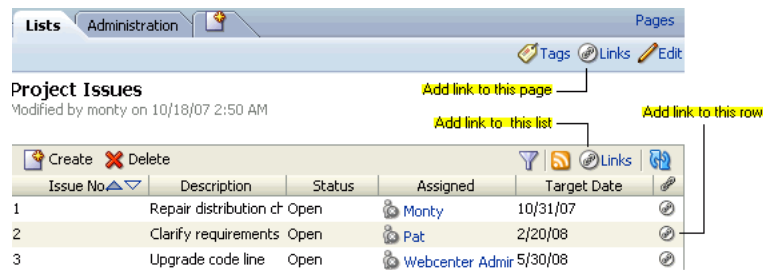 Lists Administration Pages
Tags Links Edit
Project Issues Add link to this page
Modified by monty on 10/18/07 2:50 AM
Add link to this row
Add link to this list
Create Delete Links
Issue No Description Status Assigned Target Date
1 Repair distribution ch Open Monty 10/31/07
2 Clarify requirements Open Pat 2/20/08
3 Upgrade code line Open Webcenter Admir 5/30/08